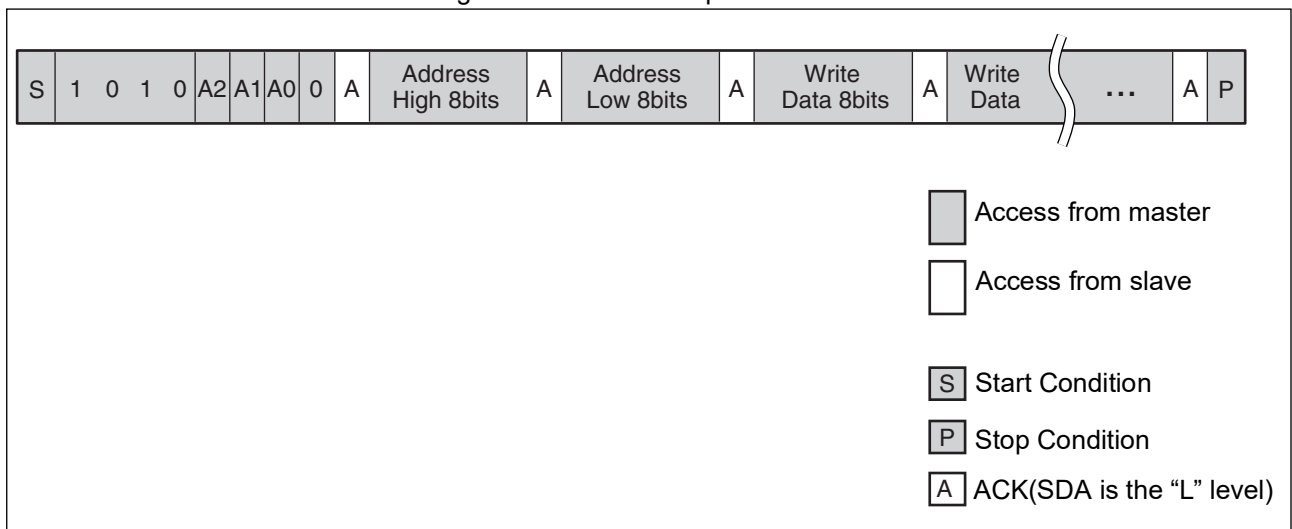 S 1 0 1 0 A2 A1 A0 0 A Address High 8bits A Address Low 8bits A Write Data 8bits A Write Data ... A P
Access from master
Access from slave
S Start Condition
P Stop Condition
A ACK(SDA is the “L” level)